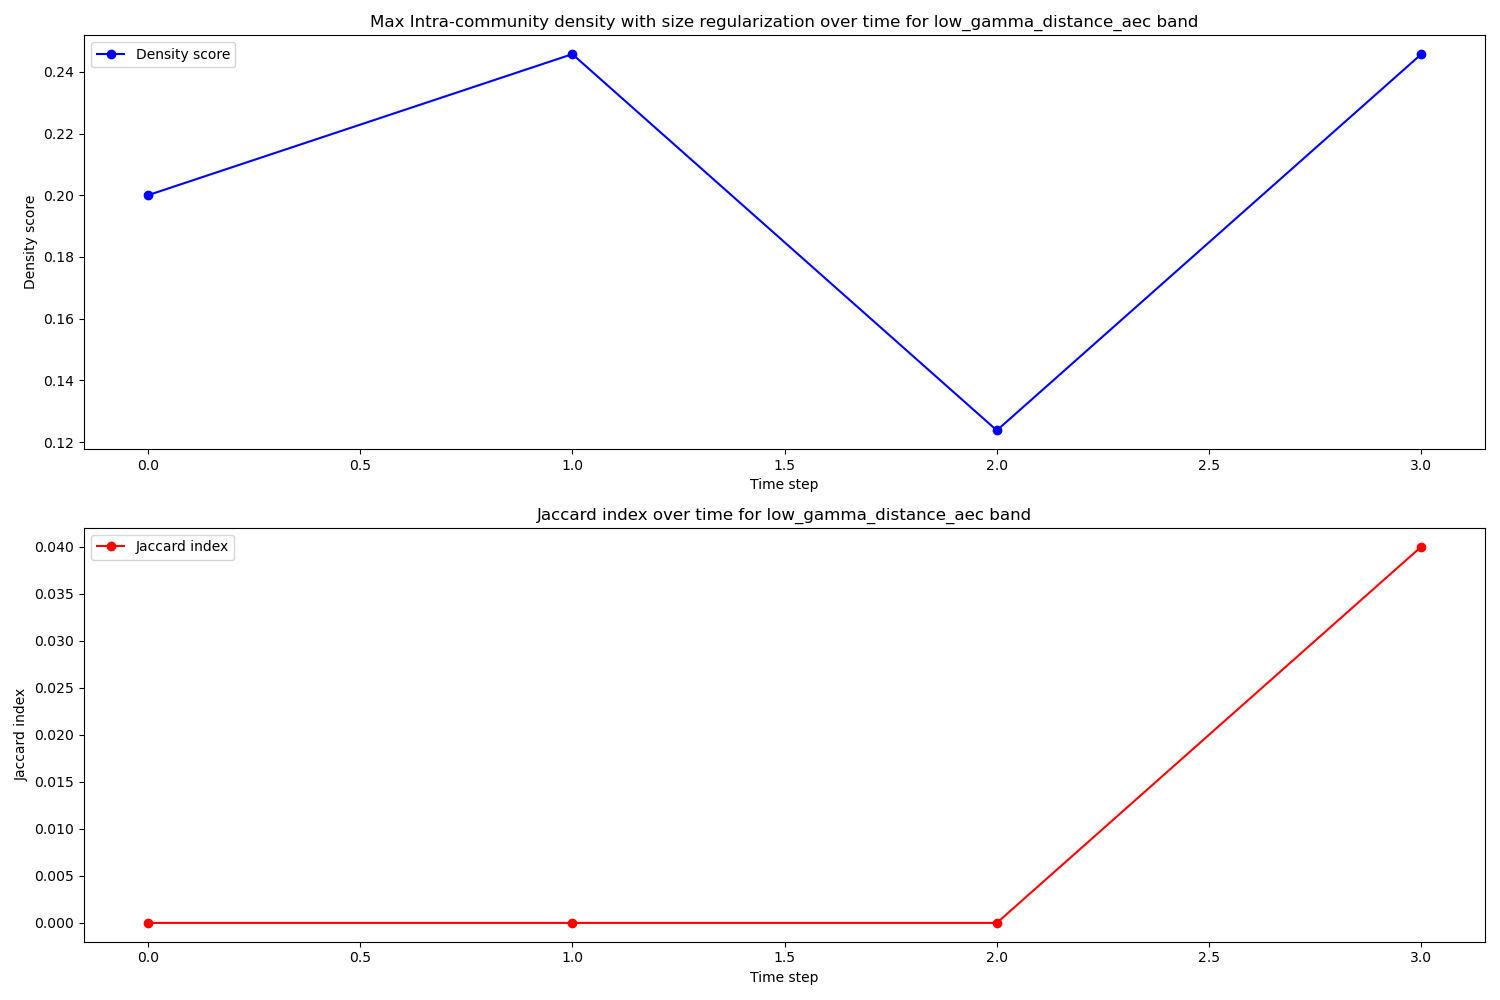 Max Intra-community density with size regularization over time for low_gamma_distance_aec band
Density score
0.24
0.22
0.20
0.18
0.16
0.14
0.12
Density score
0.0 0.5 1.0 1.5 2.0 2.5 3.0
Time step
Jaccard index over time for low_gamma_distance_aec band
Jaccard index
0.040
0.035
0.030
0.025
0.020
0.015
0.010
0.005
0.000
Jaccard index
0.0 0.5 1.0 1.5 2.0 2.5 3.0
Time step